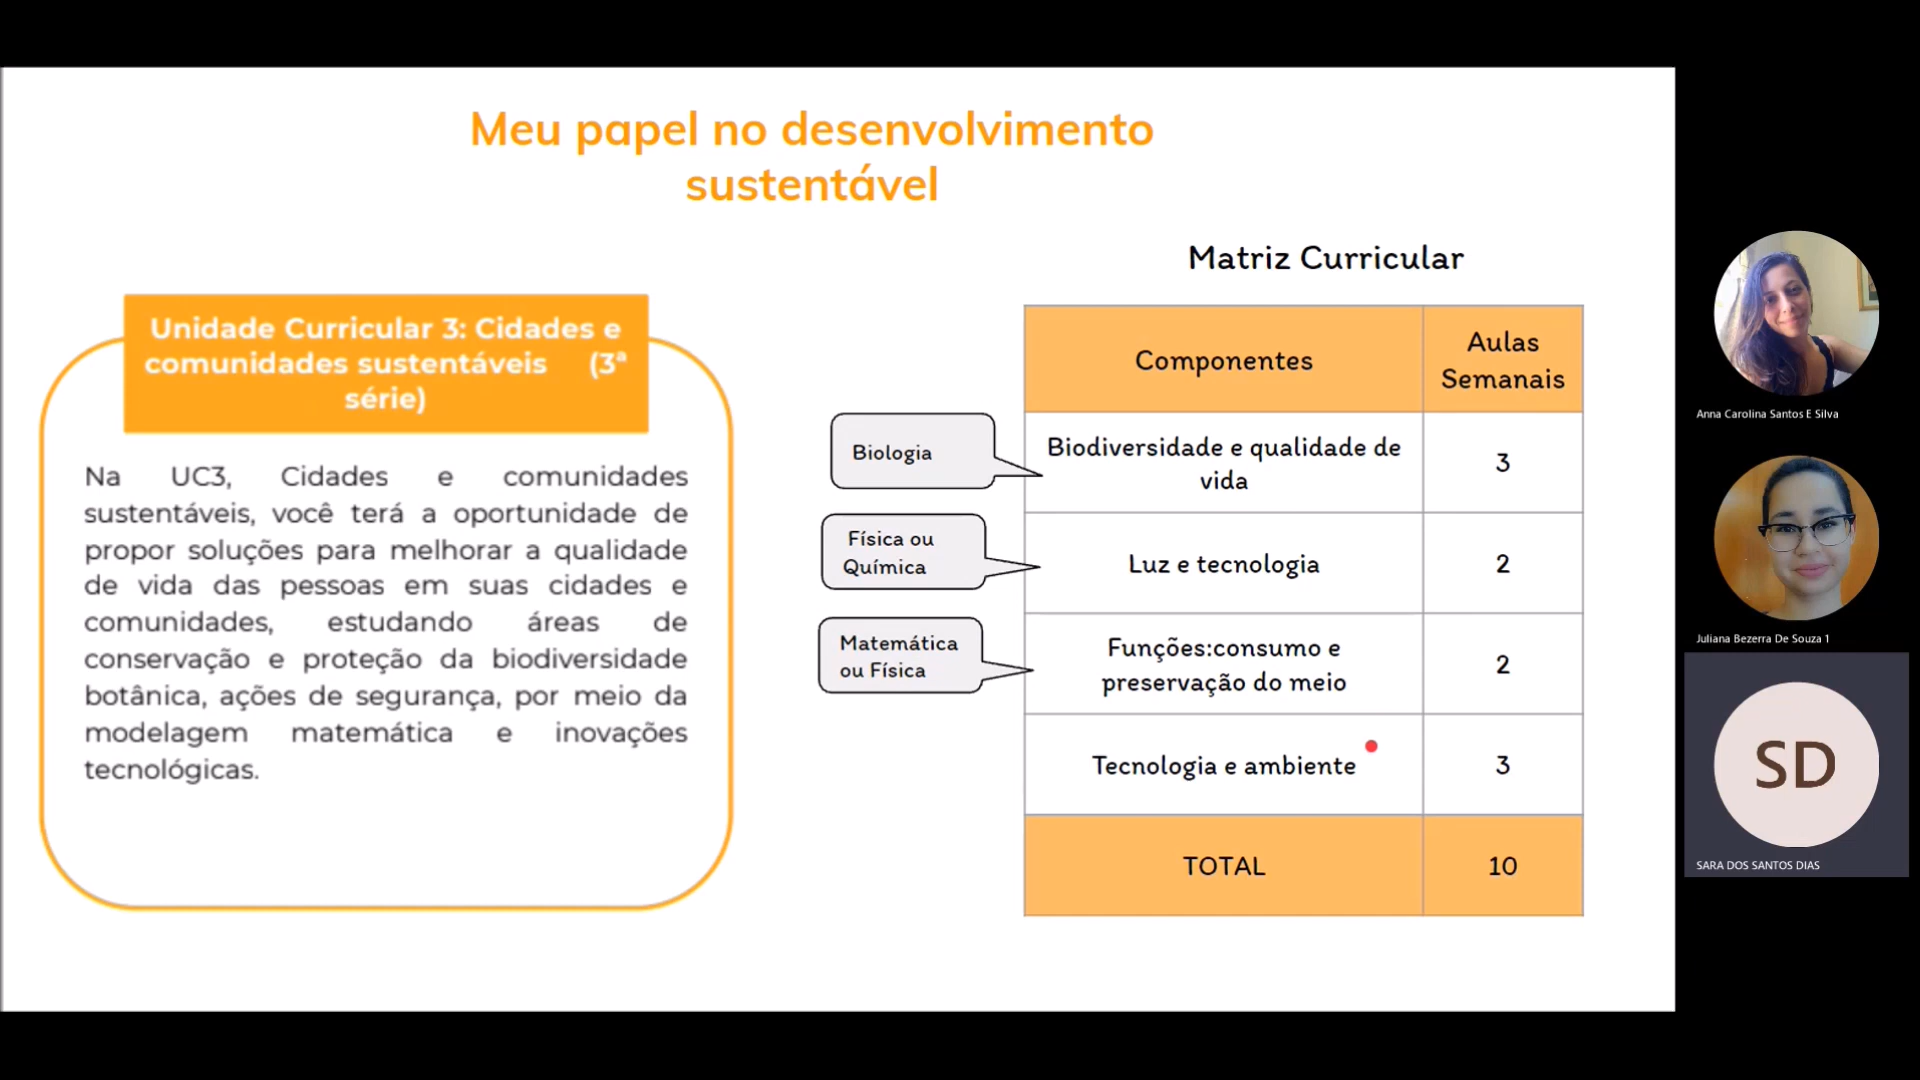 Meu papel no desenvolvimento
sustentável
Unidade Curricular 3: Cidades e
comunidades sustentáveis (3ª
série)
Na UC3, Cidades e comunidades
sustentáveis, você terá a oportunidade de
propor soluções para melhorar a qualidade
de vida das pessoas em suas cidades e
comunidades, estudando áreas de
conservação e proteção da biodiversidade
botânica, ações de segurança, por meio da
modelagem matemática e inovações
tecnológicas.
Matriz Curricular
Componentes
Aulas
Semanais
Biologia
Biodiversidade e qualidade de
vida
3
Física ou
Química
Luz e tecnologia
2
Matemática
ou Física
Funções:consumo e
preservação do meio
2
Tecnologia e ambiente
3
TOTAL
10
Anna Carolina Santos E Silva
Juliana Bezerra De Souza 1
SD
SARA DOS SANTOS DIAS